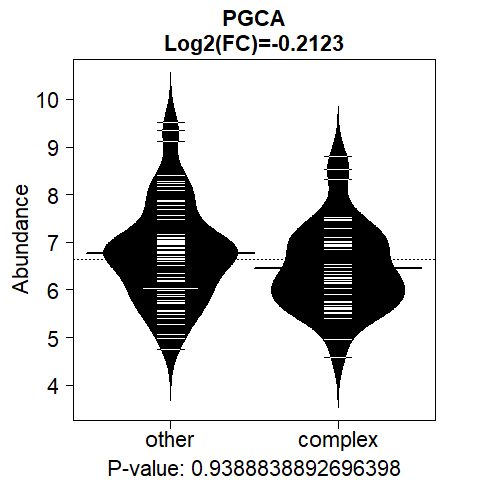 PGCA
Log2(FC)=-0.2123
Abundance
10
9
8
7
6
5
4
other complex
P-value: 0.9388838892696398